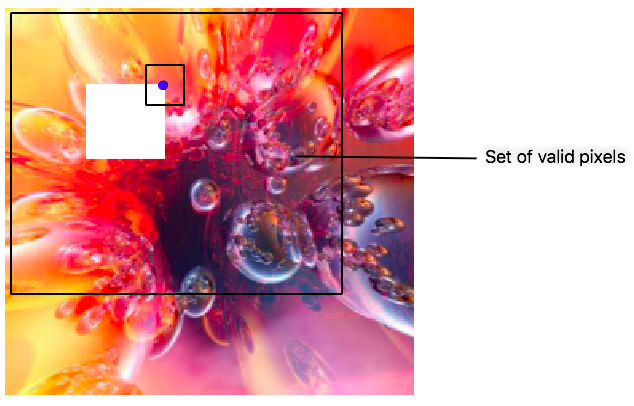 Set of valid pixels